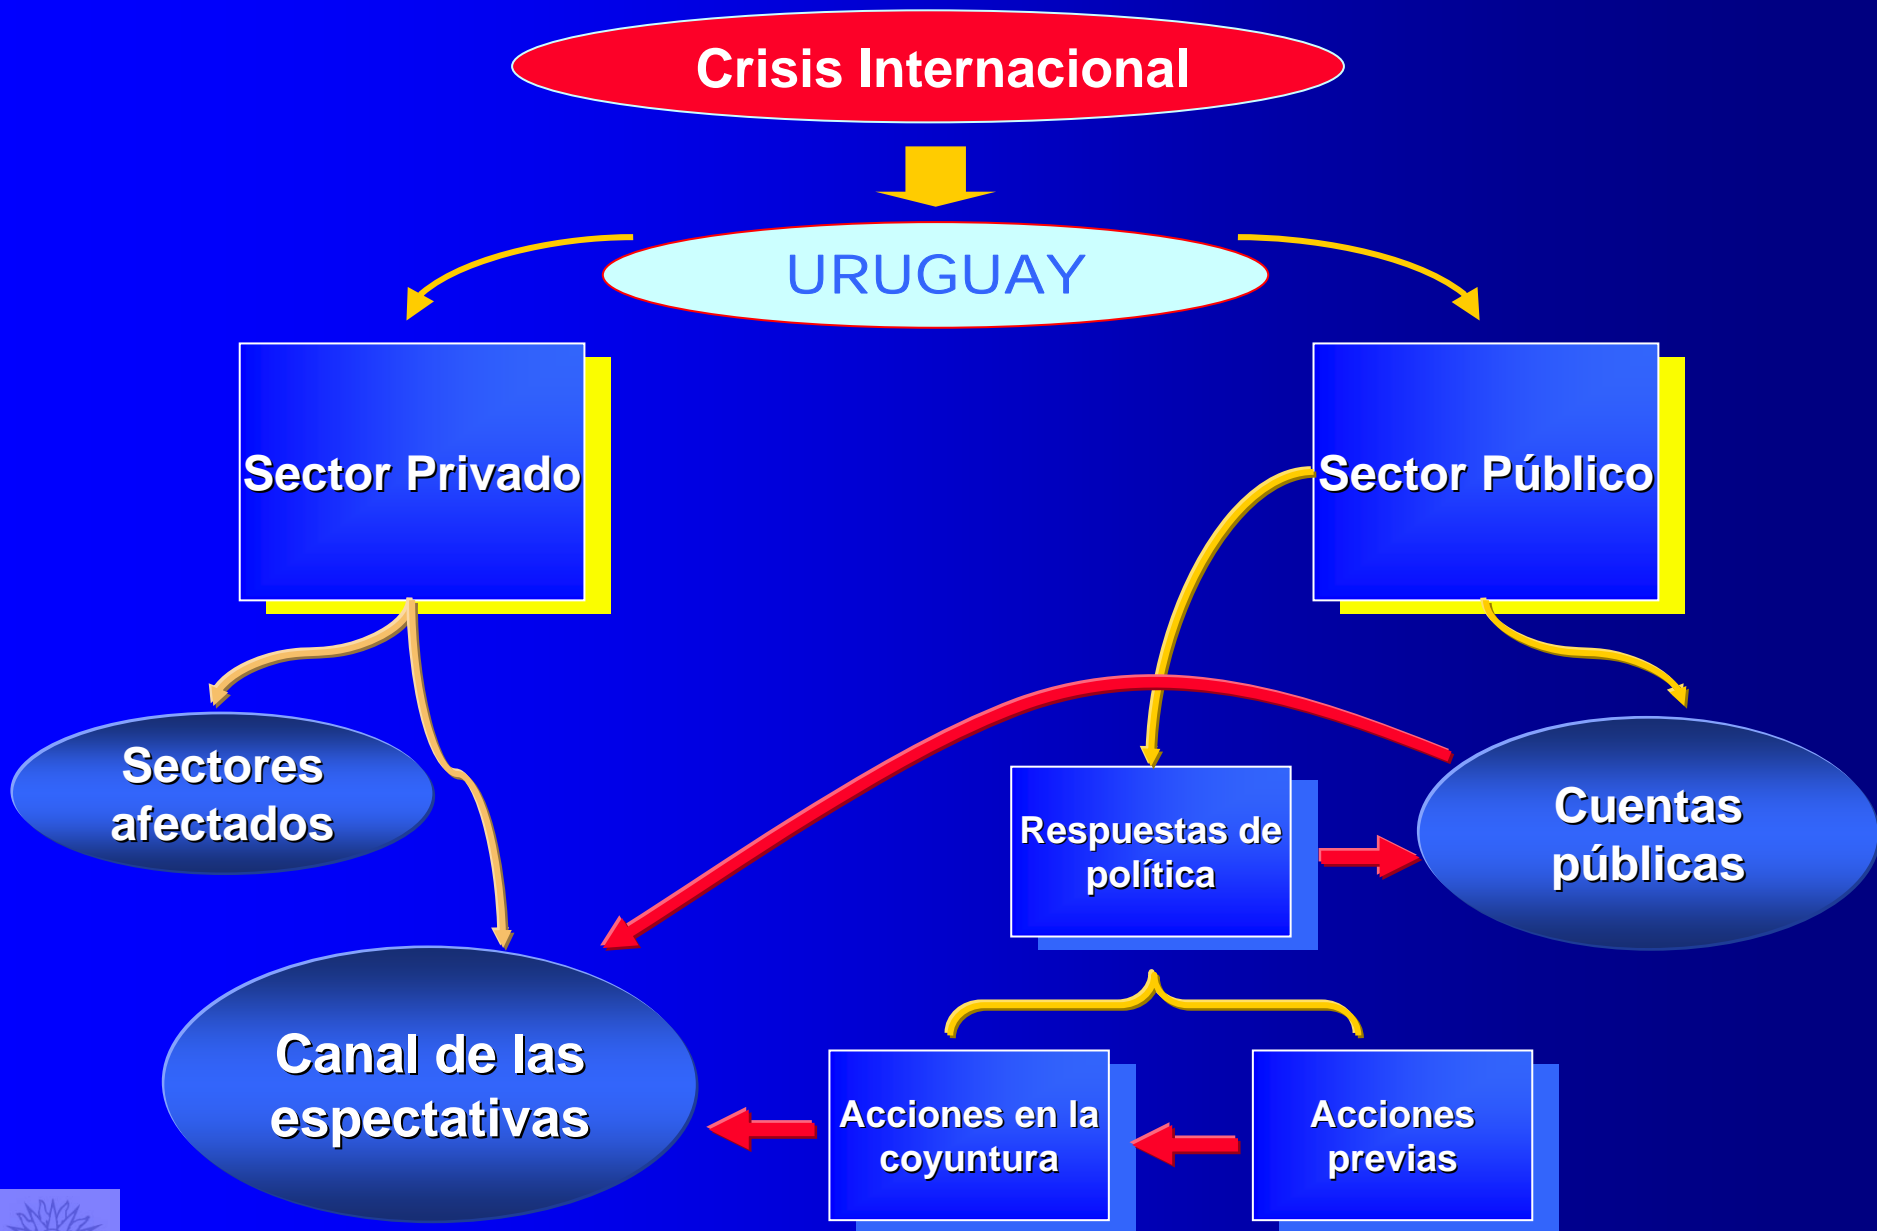 Crisis Internacional
URUGUAY
Sector Privado
Sector Público
Sectores
afectados
Respuestas de
política
Cuentas
públicas
Canal de las
espectativas
Acciones en la
coyuntura
Acciones
previas